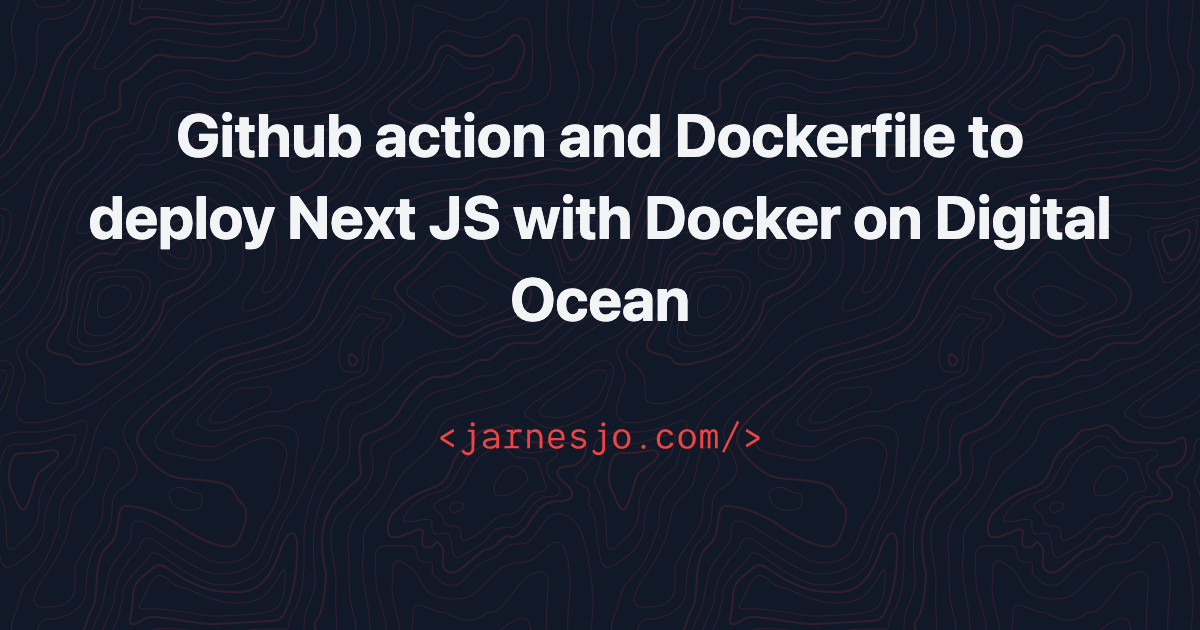 Github action and Dockerfile to
deploy Next JS with Docker on Digital
Ocean
<jarnesjo.com/>